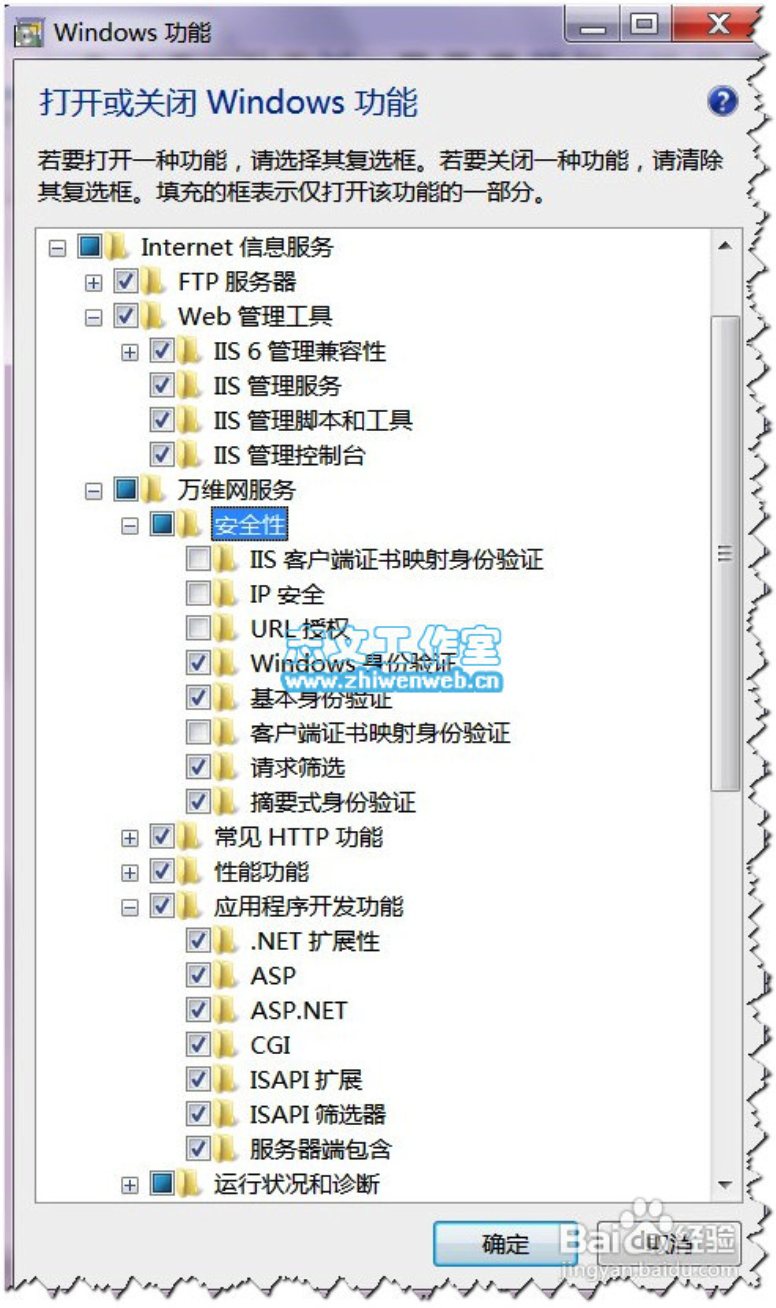 Windows 功能
打开或关闭 Windows 功能
若要打开一种功能，请选择其复选框。若要关闭一种功能，请清除
其复选框。填充的框表示仅打开该功能的一部分。
Internet 信息服务
FTP 服务器
Web 管理工具
IIS 6 管理兼容性
IIS 管理服务
IIS 管理脚本和工具
IIS 管理控制台
万维网服务
安全性
IIS 客户端证书映射身份验证
IP 安全
URL 授权
志文工作室
Windows 身份验证
www.zhiwenweb.cn
基本身份验证
客户端证书映射身份验证
请求筛选
摘要式身份验证
常见 HTTP 功能
性能功能
应用程序开发功能
.NET 扩展性
ASP
ASP.NET
CGI
ISAPI 扩展
ISAPI 筛选器
服务器端包含
运行状况和诊断
确定
取消
Baidu 经验
jingyan.baidu.com